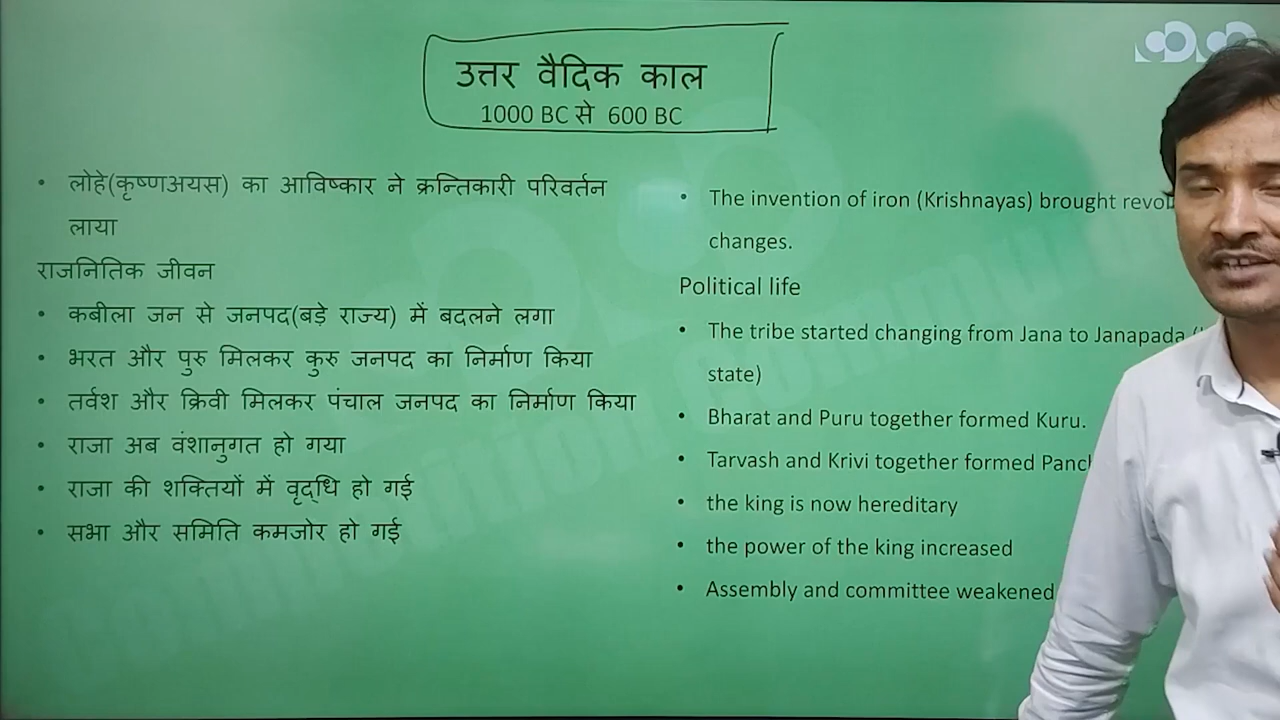 उत्तर वैदिक काल
1000 BC से 600 BC
• लोहे(कृष्णअयस) का आविष्कार ने क्रन्तिकारी परिवर्तन
लाया
राजनितिक जीवन
• कबीला जन से जनपद(बड़े राज्य) में बदलने लगा
• भरत और पुरु मिलकर कुरु जनपद का निर्माण किया
• तर्वश और क्रिवी मिलकर पंचाल जनपद का निर्माण किया
• राजा अब वंशानुगत हो गया
• राजा की शक्तियों में वृद्धि हो गई
• सभा और समिति कमजोर हो गई
• The invention of iron (Krishnayas) brought
changes.
Political life
• The tribe started changing from Jana to Janapada
state)
• Bharat and Puru together formed Kuru.
• Tarvash and Krivi together formed
• the king is now hereditary
• the power of the king increased
• Assembly and committee weakened